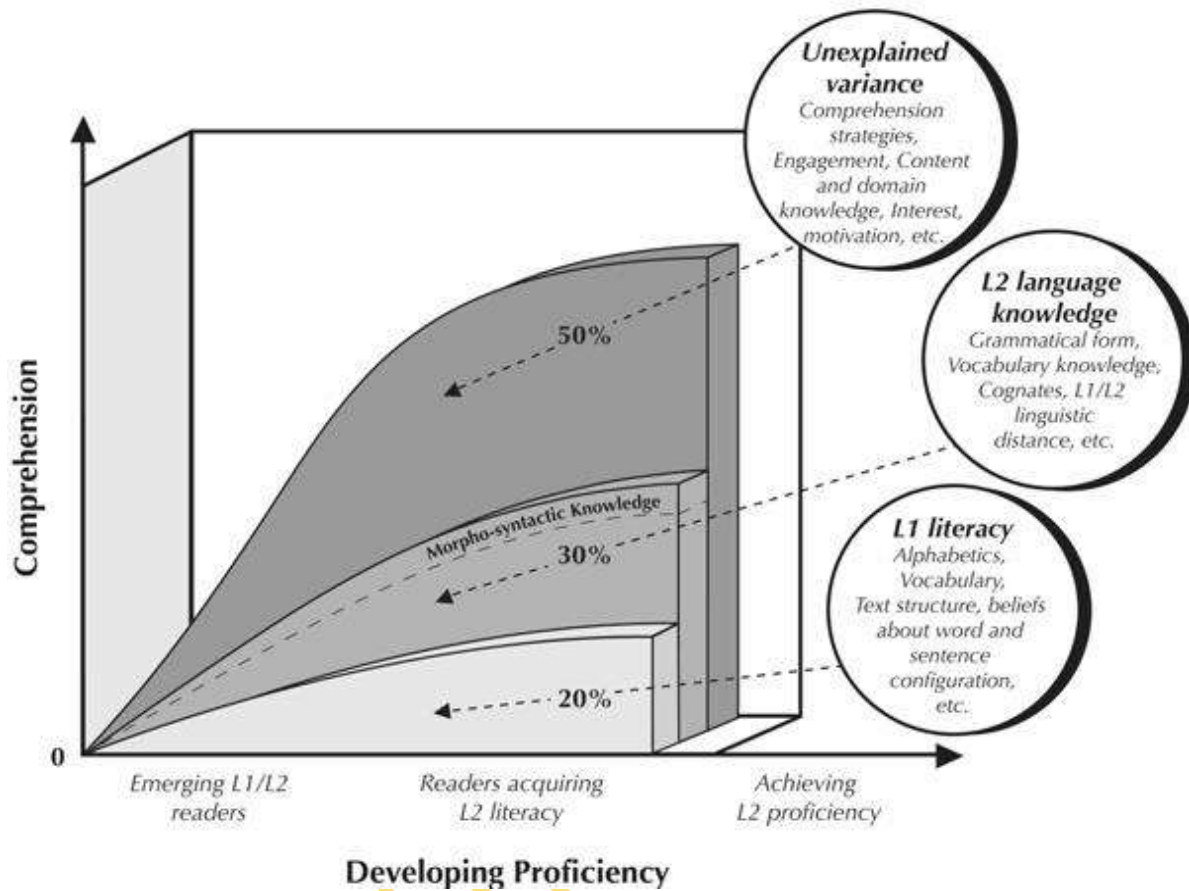 Unexplained
variance
Comprehension
strategies,
Engagement, Content
and domain
knowledge, Interest,
motivation, etc.
L2 language
knowledge
Grammatical form,
Vocabulary knowledge,
Cognates, L1/L2
linguistic
distance, etc.
L1 literacy
Alphabetics,
Vocabulary,
Text structure, beliefs
about word and
sentence
configuration,
etc.
50%
Morpho-syntactic Knowledge
30%
20%
Comprehension
0
Emerging L1/L2
readers
Readers acquiring
L2 literacy
Achieving
L2 proficiency
Developing Proficiency